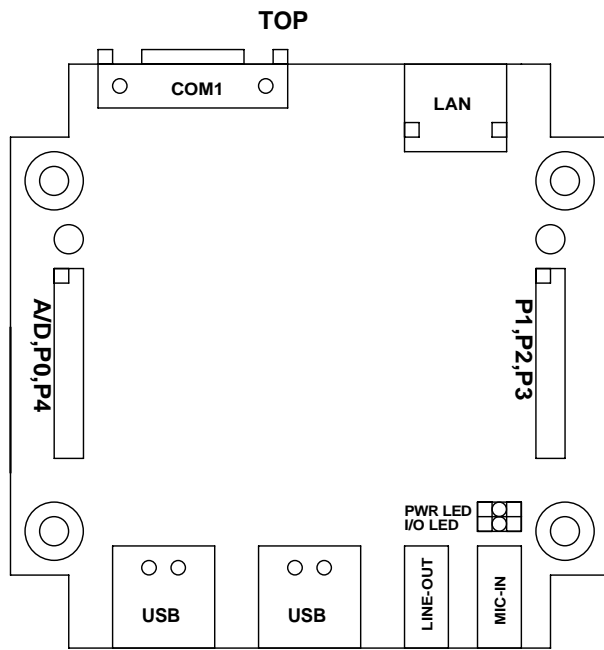 TOP
COM1
LAN
A/D,P0,P4
P1,P2,P3
PWR LED
I/O LED
USB
USB
LINE-OUT
MIC-IN